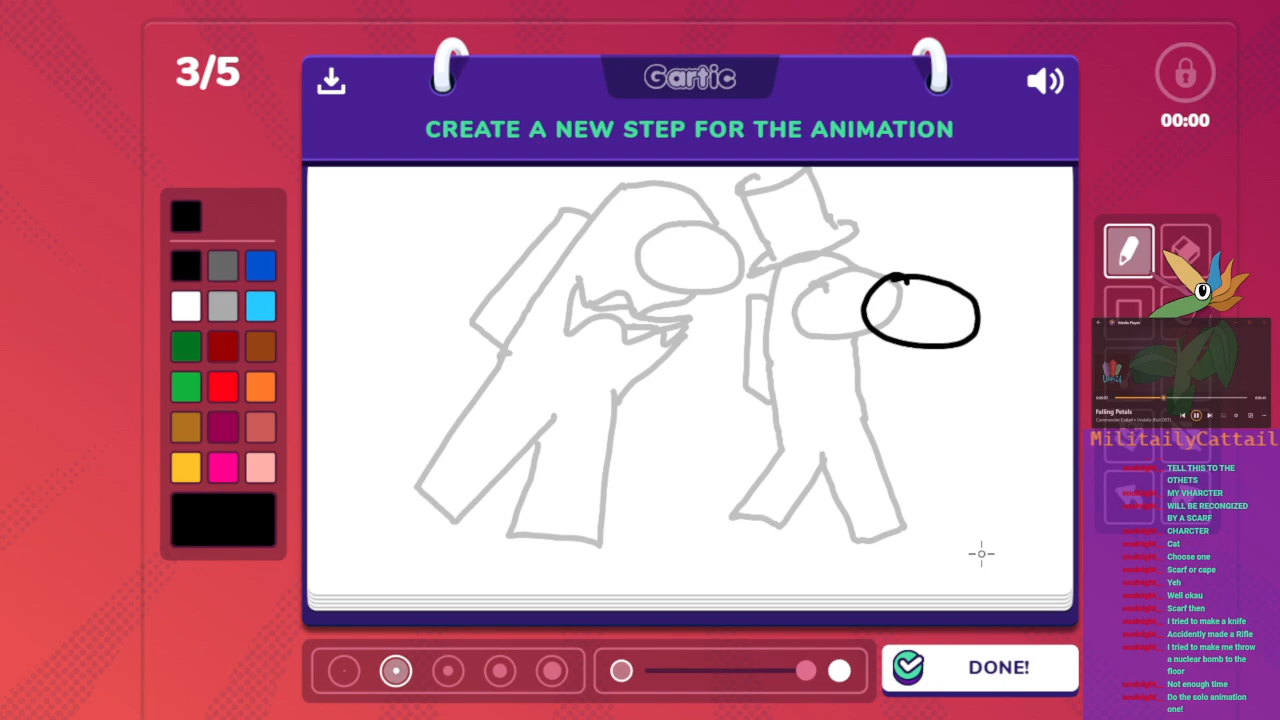 3/5
Gartic
CREATE A NEW STEP FOR THE ANIMATION
00:00
Falling Petals
MilitailyCattail
TELL THIS TO THE
OTHETS
MY VHARCTER
WILL BE RECONGIZED
BY A SCARF
CHARCTER
Cat
Choose one
Scarf or cape
Yeh
Well okau
Scarf then
I tried to make a knife
Accidently made a Rifle
I tried to make me throw
a nuclear bomb to the
floor
Not enough time
Do the solo animation
one!
DONE!